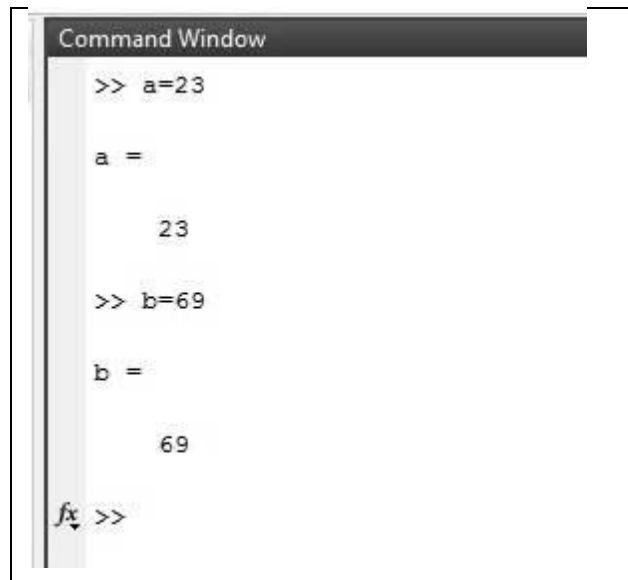 Command Window
>> a=23
a =
23
>> b=69
b =
69
fx >>